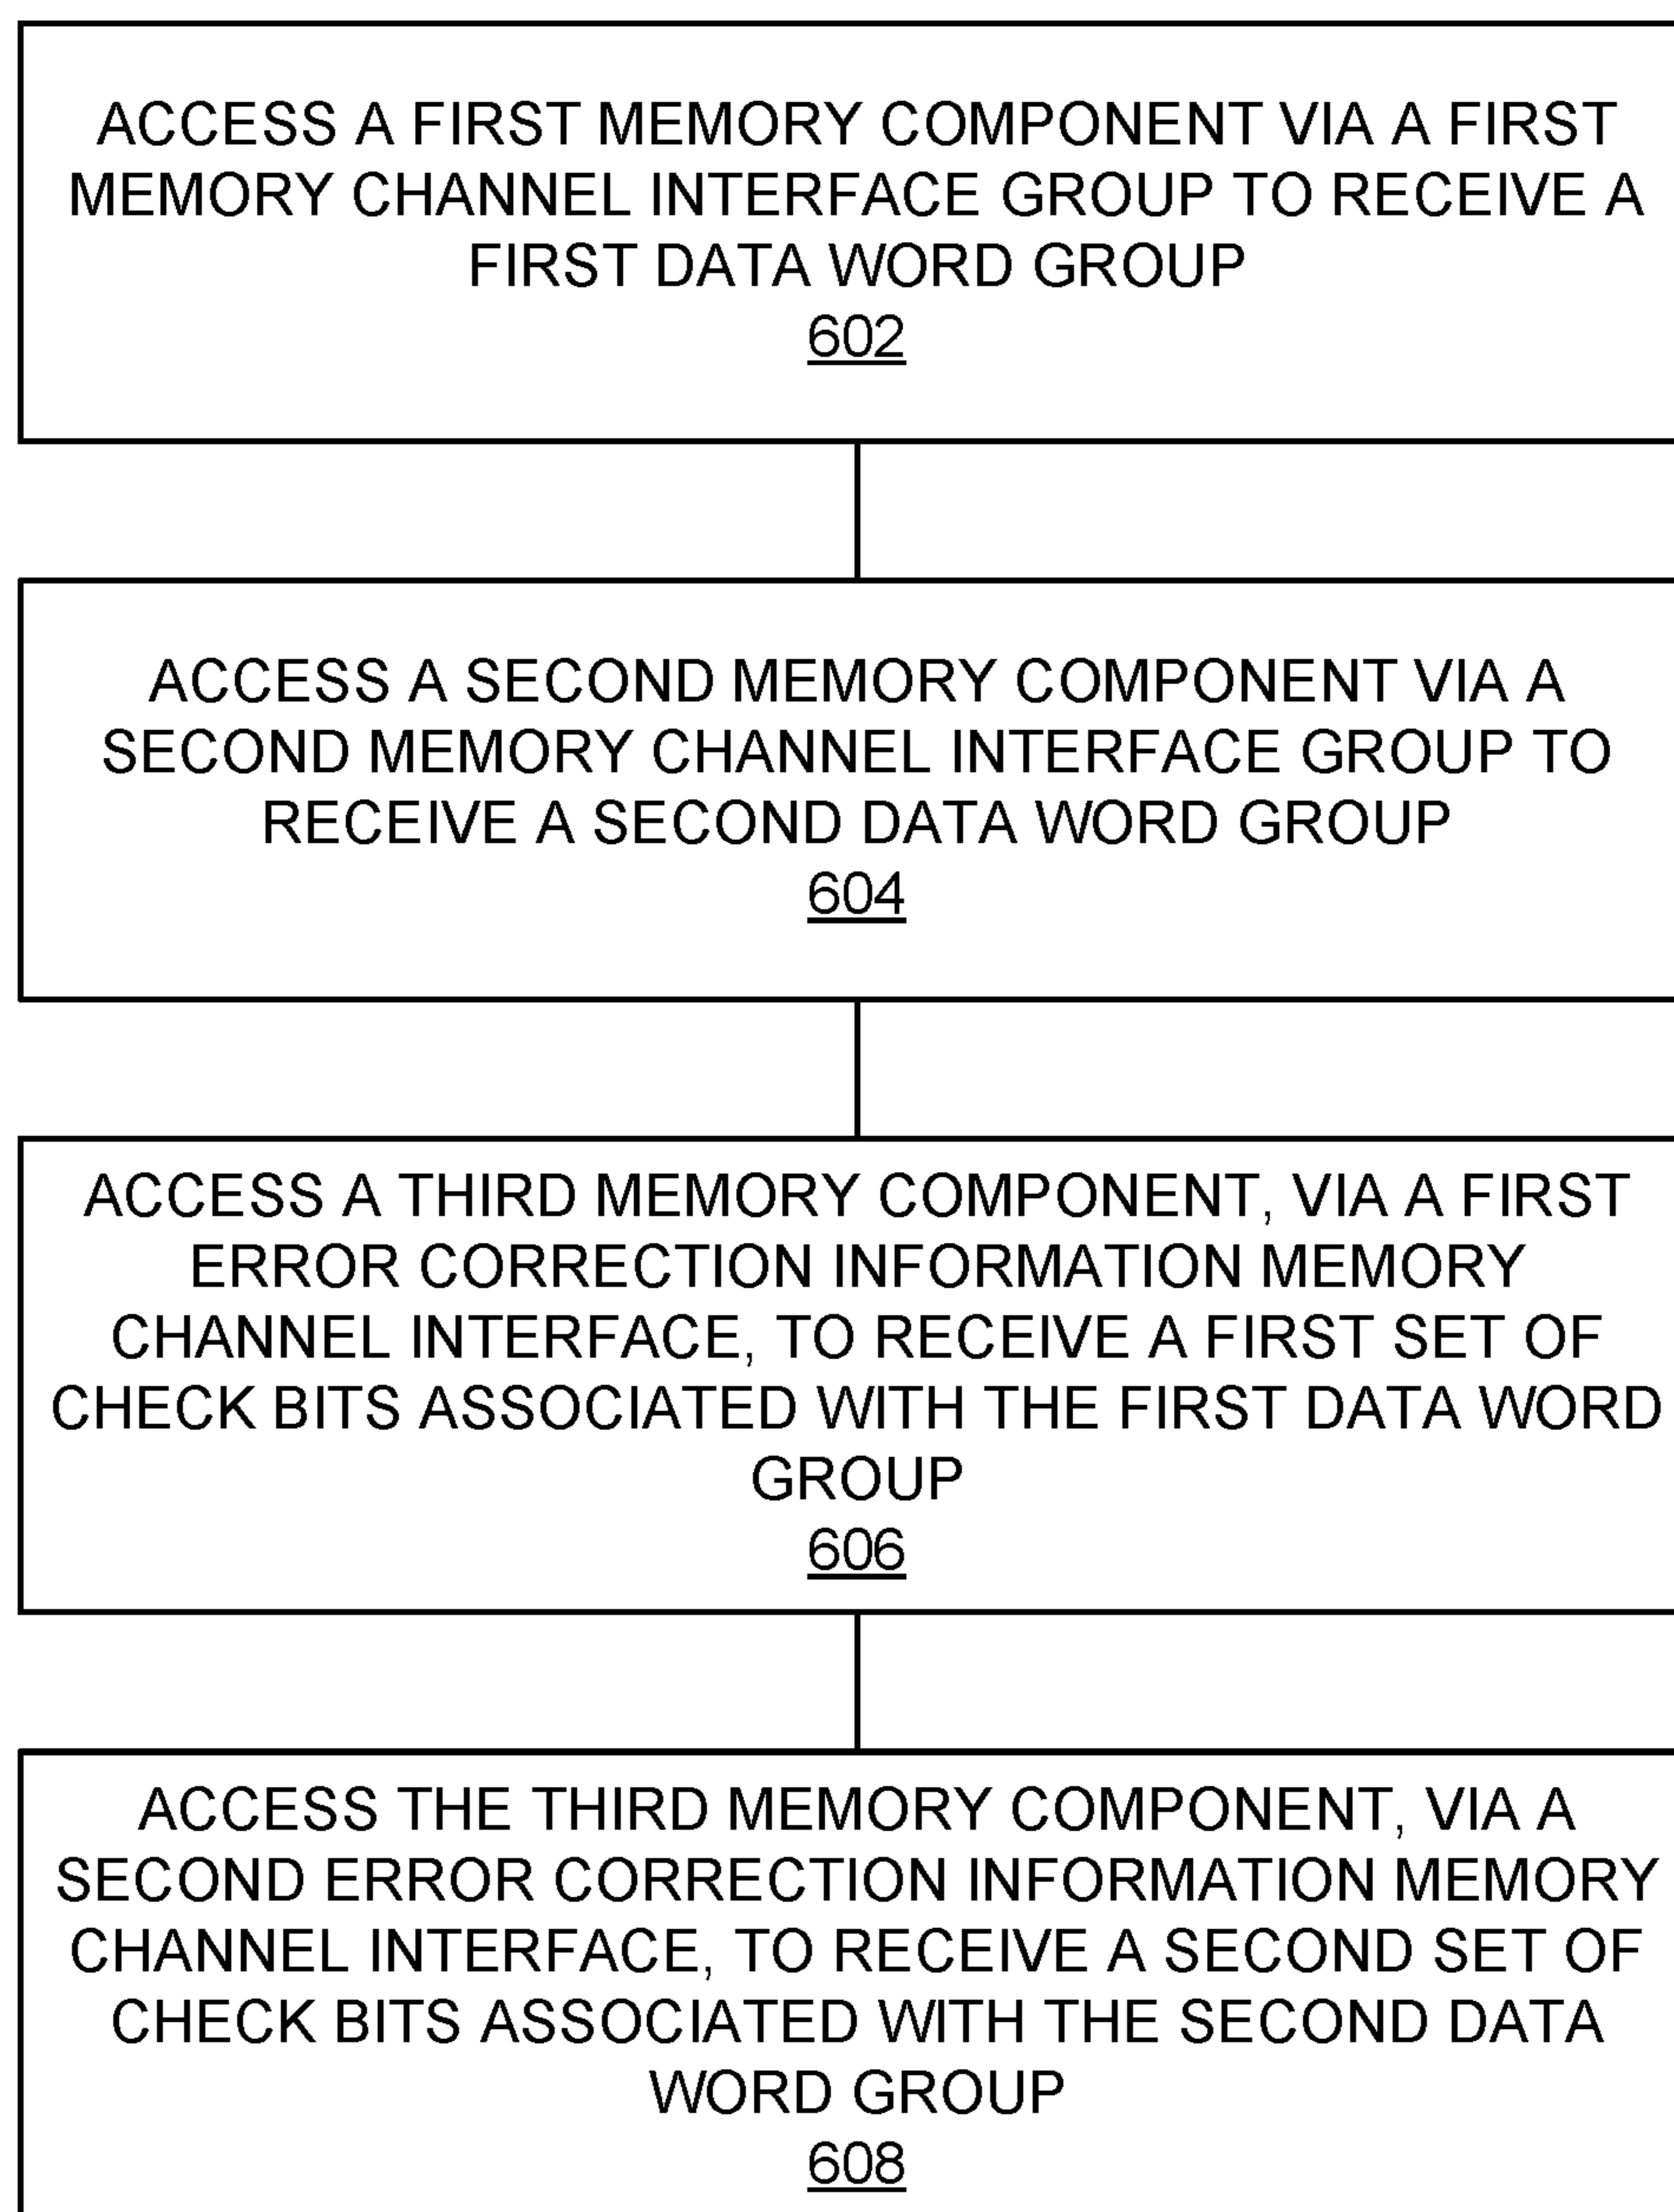 ACCESS A FIRST MEMORY COMPONENT VIA A FIRST
MEMORY CHANNEL INTERFACE GROUP TO RECEIVE A
FIRST DATA WORD GROUP
602
ACCESS A SECOND MEMORY COMPONENT VIA A
SECOND MEMORY CHANNEL INTERFACE GROUP TO
RECEIVE A SECOND DATA WORD GROUP
604
ACCESS A THIRD MEMORY COMPONENT, VIA A FIRST
ERROR CORRECTION INFORMATION MEMORY
CHANNEL INTERFACE, TO RECEIVE A FIRST SET OF
CHECK BITS ASSOCIATED WITH THE FIRST DATA WORD
GROUP
606
ACCESS THE THIRD MEMORY COMPONENT, VIA A
SECOND ERROR CORRECTION INFORMATION MEMORY
CHANNEL INTERFACE, TO RECEIVE A SECOND SET OF
CHECK BITS ASSOCIATED WITH THE SECOND DATA
WORD GROUP
608